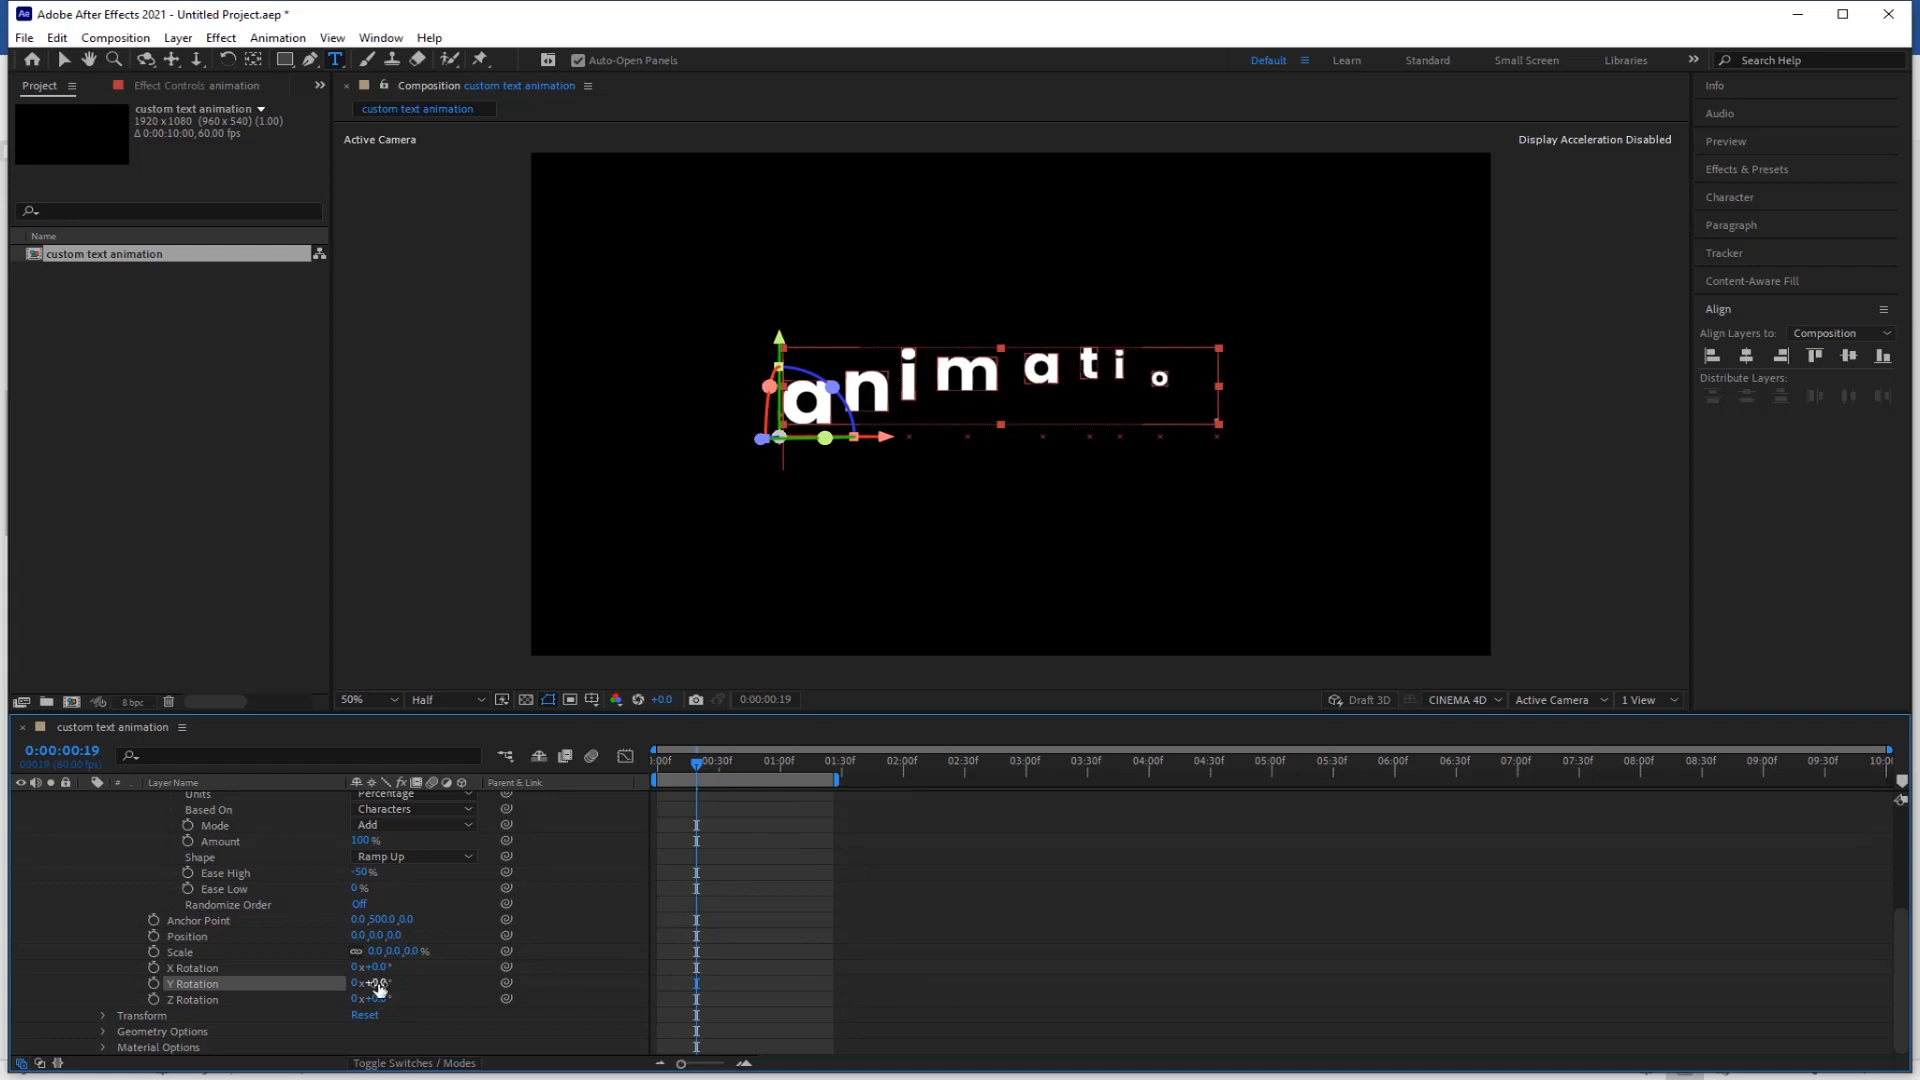 Adobe After Effects 2021 - Untitled Project.aep *
File Edit Composition Layer Effect Animation View Window Help
Auto-Open Panels Default Learn Standard Small Screen Libraries Search Help
Project Effect Controls animation
custom text animation
1920 x 1080 (960 x 540) (1.00)
Δ 0:00:10:00, 60.00 fps
Name
custom text animation
8 bpc
Composition custom text animation
custom text animation
Active Camera
Display Acceleration Disabled
animatio
50% Half +0.0 0:00:00:19 Draft 3D CINEMA 4D Active Camera 1 View
Info
Audio
Preview
Effects & Presets
Character
Paragraph
Tracker
Content-Aware Fill
Align
Align Layers to: Composition
Distribute Layers:
custom text animation
0:00:00:19
00019 (60.00 fps)
# Layer Name Parent & Link
:00f 00:30f 01:00f 01:30f 02:00f 02:30f 03:00f 03:30f 04:00f 04:30f 05:00f 05:30f 06:00f 06:30f 07:00f 07:30f 08:00f 08:30f 09:00f 09:30f 10:00
Units Percentage
Based On Characters
Mode Add
Amount 100 %
Shape Ramp Up
Ease High -50 %
Ease Low 0 %
Randomize Order Off
Anchor Point 0.0 ,500.0 ,0.0
Position 0.0 ,0.0 ,0.0
Scale 0.0 ,0.0 ,0.0 %
X Rotation 0 x +0.0 °
Y Rotation 0 x +0.0 °
Z Rotation 0 x +0.0 °
Transform Reset
Geometry Options
Material Options
Toggle Switches / Modes